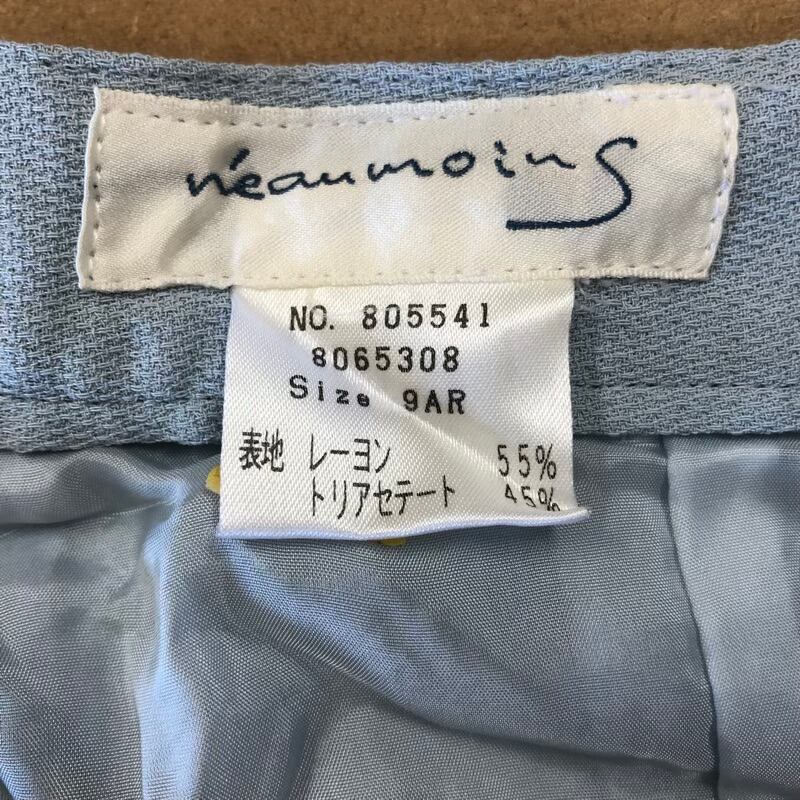 néaumoing
NO. 805541
8065308
Size 9AR
表地 レーヨン 55%
トリアセテート 45%